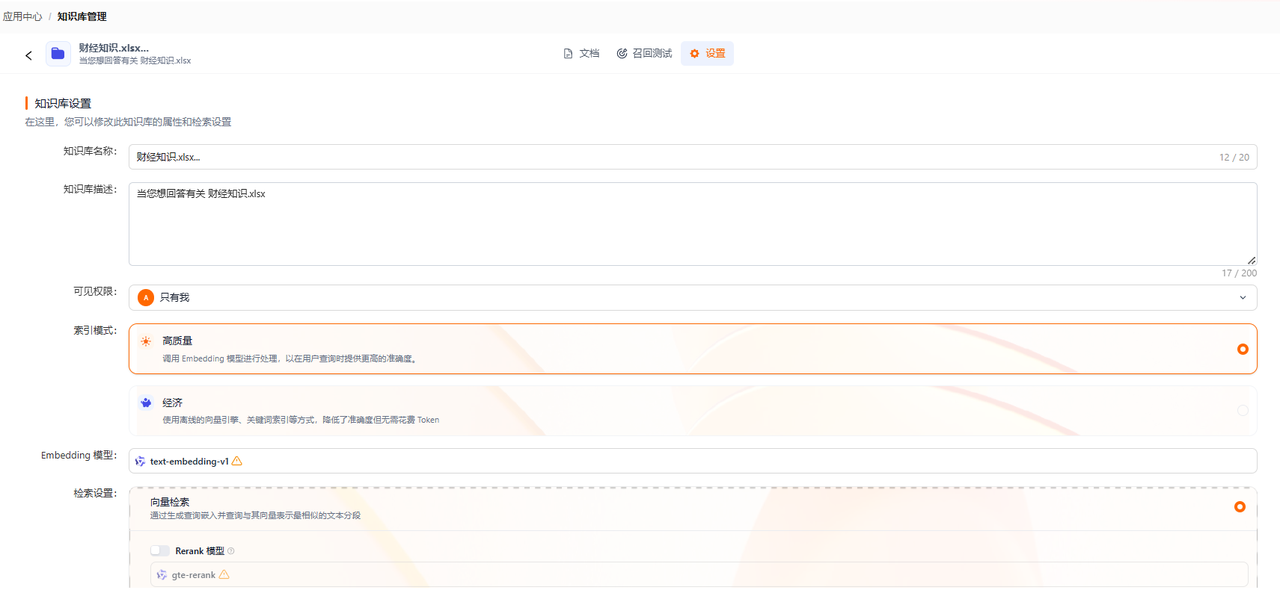 应用中心 / 知识库管理
财经知识.xlsx...
当您想回答有关 财经知识.xlsx
文档
召回测试
设置
知识库设置
在这里，您可以修改此知识库的属性和检索设置
知识库名称：
财经知识.xlsx...
12 / 20
知识库描述：
当您想回答有关 财经知识.xlsx
17 / 200
可见权限：
A 只有我
索引模式：
高质量
调用 Embedding 模型进行处理，以在用户查询时提供更高的准确度。
经济
使用离线的向量引擎、关键词索引等方式，降低了准确度但无需花费 Token
Embedding 模型：
text-embedding-v1
检索设置：
向量检索
通过生成查询嵌入并查询与其向量表示最相似的文本分段
Rerank 模型
gte-rerank